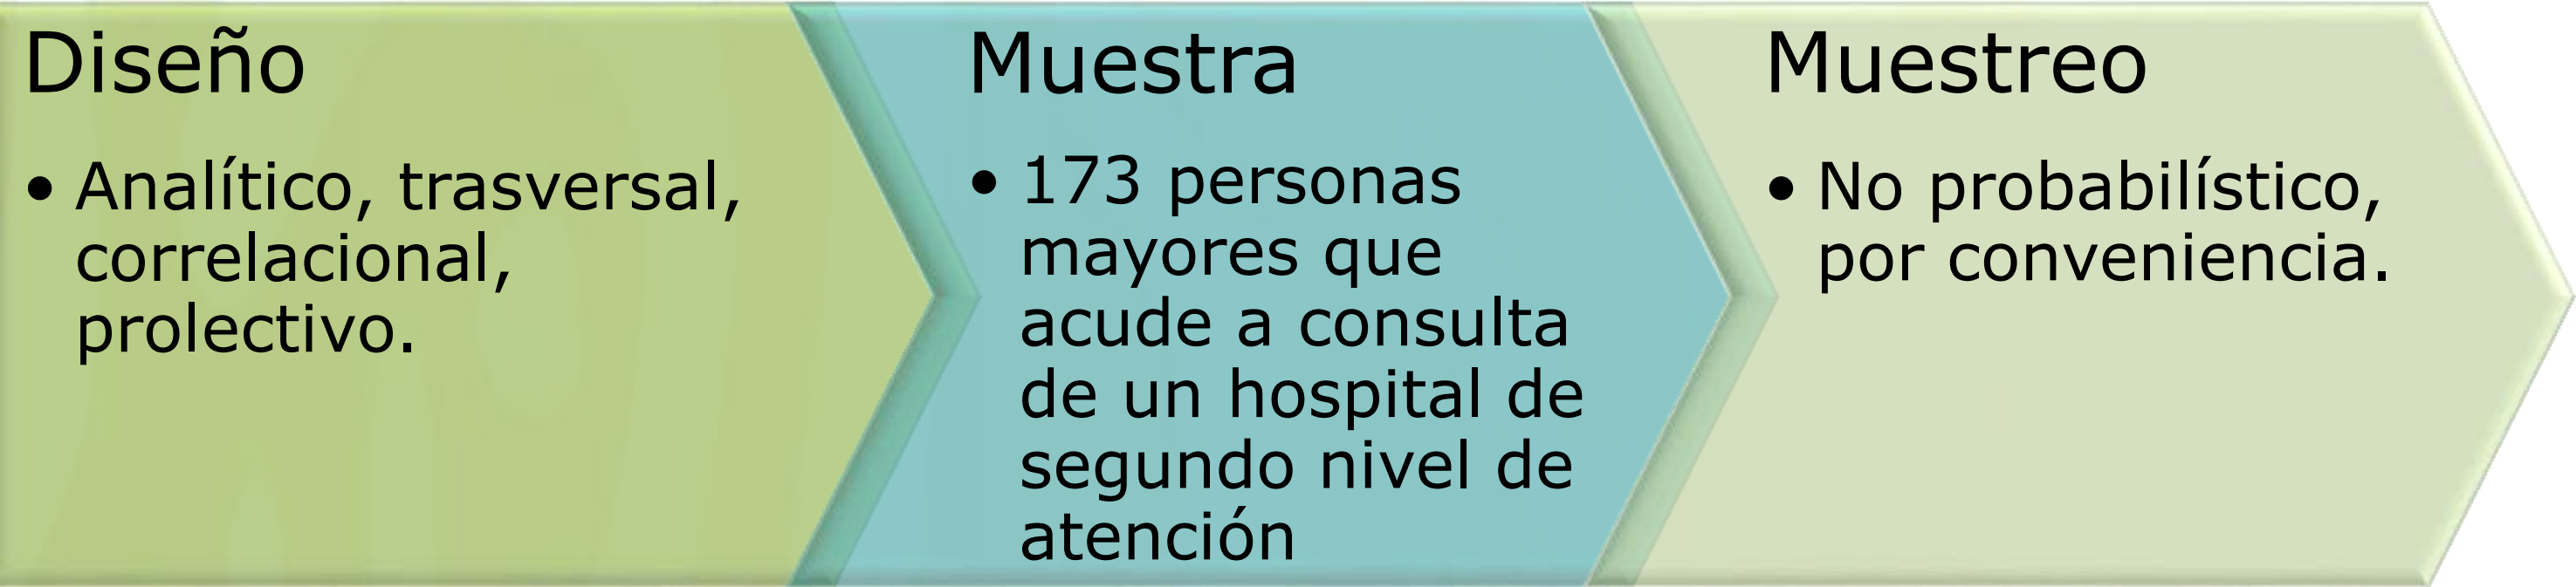 Diseño
• Analítico, trasversal,
correlacional,
prolectivo.
Muestra
• 173 personas
mayores que
acude a consulta
de un hospital de
segundo nivel de
atención
Muestreo
• No probabilístico,
por conveniencia.